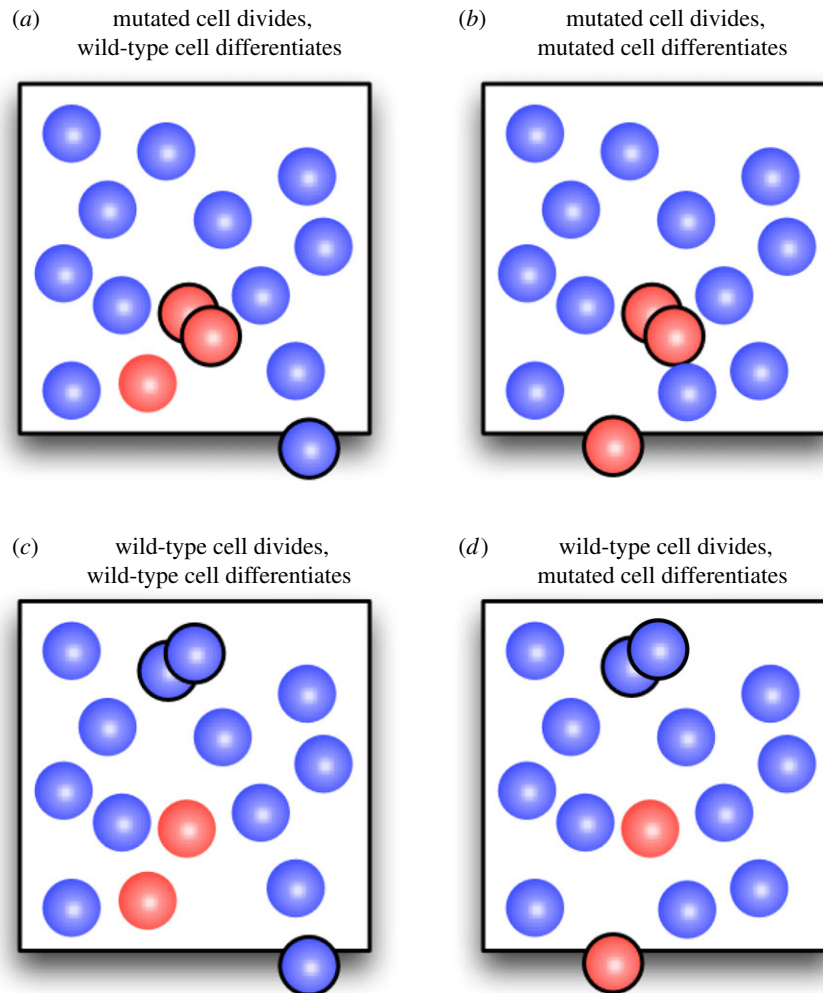 (a) mutated cell divides,
wild-type cell differentiates
(b) mutated cell divides,
mutated cell differentiates
(c) wild-type cell divides,
wild-type cell differentiates
(d) wild-type cell divides,
mutated cell differentiates